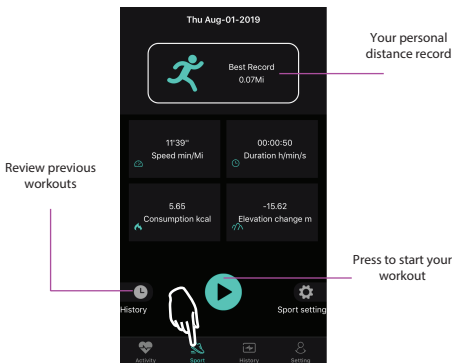 Thu Aug-01-2019
Your personal
distance record
Best Record
0.07Mi
11'39"
Speed min/Mi
00:00:50
Duration h/min/s
Review previous
workouts
5.65
Consumption kcal
-15.62
Elevation change m
Press to start your
workout
History
Sport setting
Activity
Sport
History
Setting